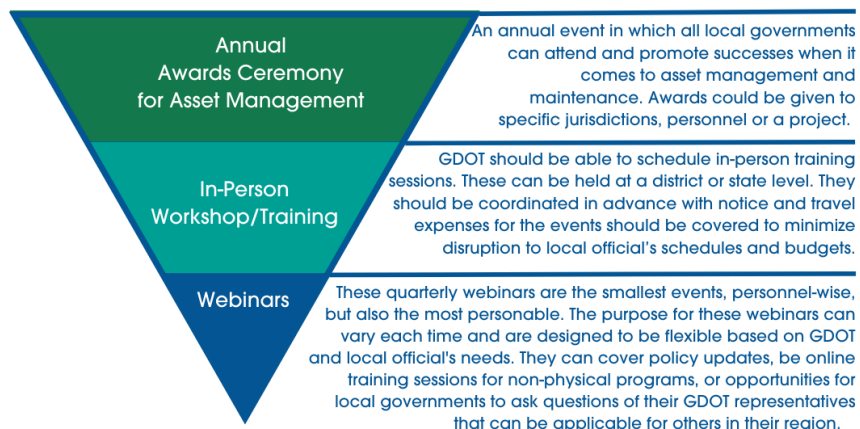 Annual
Awards Ceremony
for Asset Management
An annual event in which all local governments
can attend and promote successes when it
comes to asset management and
maintenance. Awards could be given to
specific jurisdictions, personnel or a project.
In-Person
Workshop/Training
GDOT should be able to schedule in-person training
sessions. These can be held at a district or state level. They
should be coordinated in advance with notice and travel
expenses for the events should be covered to minimize
disruption to local official's schedules and budgets.
Webinars
These quarterly webinars are the smallest events, personnel-wise,
but also the most personable. The purpose for these webinars can
vary each time and are designed to be flexible based on GDOT
and local official's needs. They can cover policy updates, be online
training sessions for non-physical programs, or opportunities for
local governments to ask questions of their GDOT representatives
that can be applicable for others in their region.